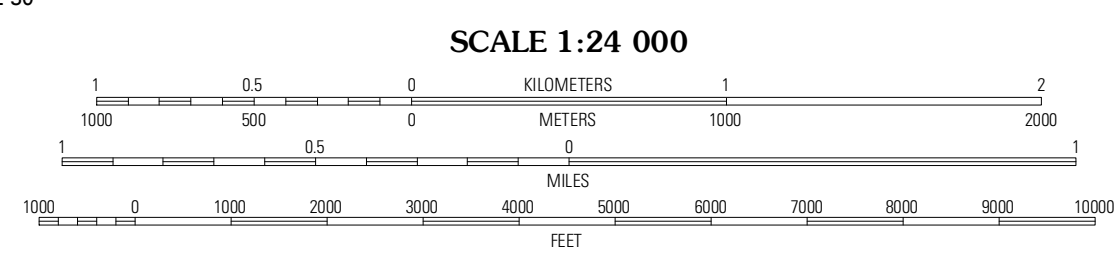 SCALE 1:24 000
1 0.5 0 KILOMETERS 1 2
1000 500 0 METERS 1000 2000
1 0.5 0 1
MILES
1000 0 1000 2000 3000 4000 5000 6000 7000 8000 9000 10000
FEET